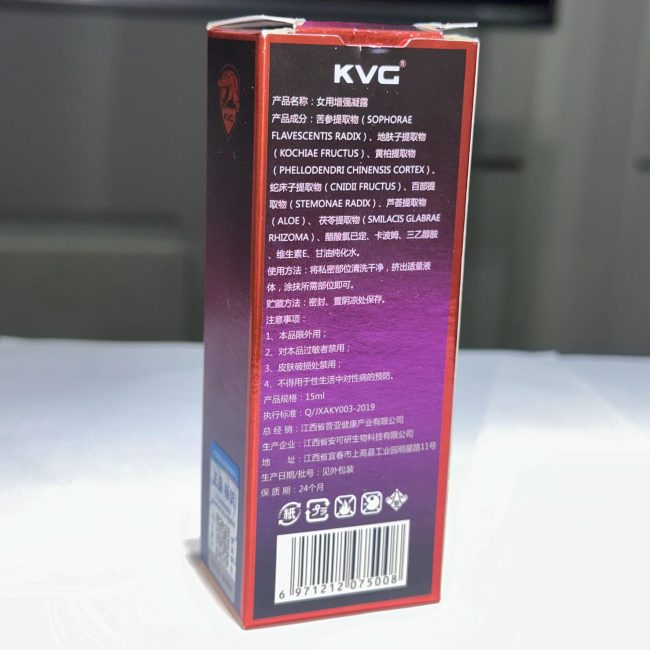 KVG®
产品名称：女用增强凝露
产品成分：苦参提取物（SOPHORAE
FLAVESCENTIS RADIX）、地肤子提取物
（KOCHIAE FRUCTUS）、黄柏提取物
（PHELLODENDRI CHINENSIS CORTEX）、
蛇床子提取物（CNIDII FRUCTUS）、百部提
取物（STEMONAE RADIX）、芦荟提取物
（ALOE）、茯苓提取物（SMILACIS GLABRAE
RHIZOMA）、醋酸氯已定、卡波姆、三乙醇胺
、维生素E、甘油纯化水。
使用方法：将私密部位清洗干净，挤出适量液
体，涂抹所需部位即可。
贮藏方法：密封、置阴凉处保存。
注意事项：
1、本品限外用；
2、对本品过敏者禁用；
3、皮肤破损处禁用；
4、不得用于性生活中对性病的预防。
产品规格：15ml
执行标准：Q/JXAKY003-2019
总 经 销：江西省普亚健康产业有限公司
生产企业：江西省安可研生物科技有限公司
地　　址：江西省宜春市上高县工业园明星路11号
生产日期/批号：见外包装
保 质 期：24个月
紙 プラ
6 971212 075008
KVG